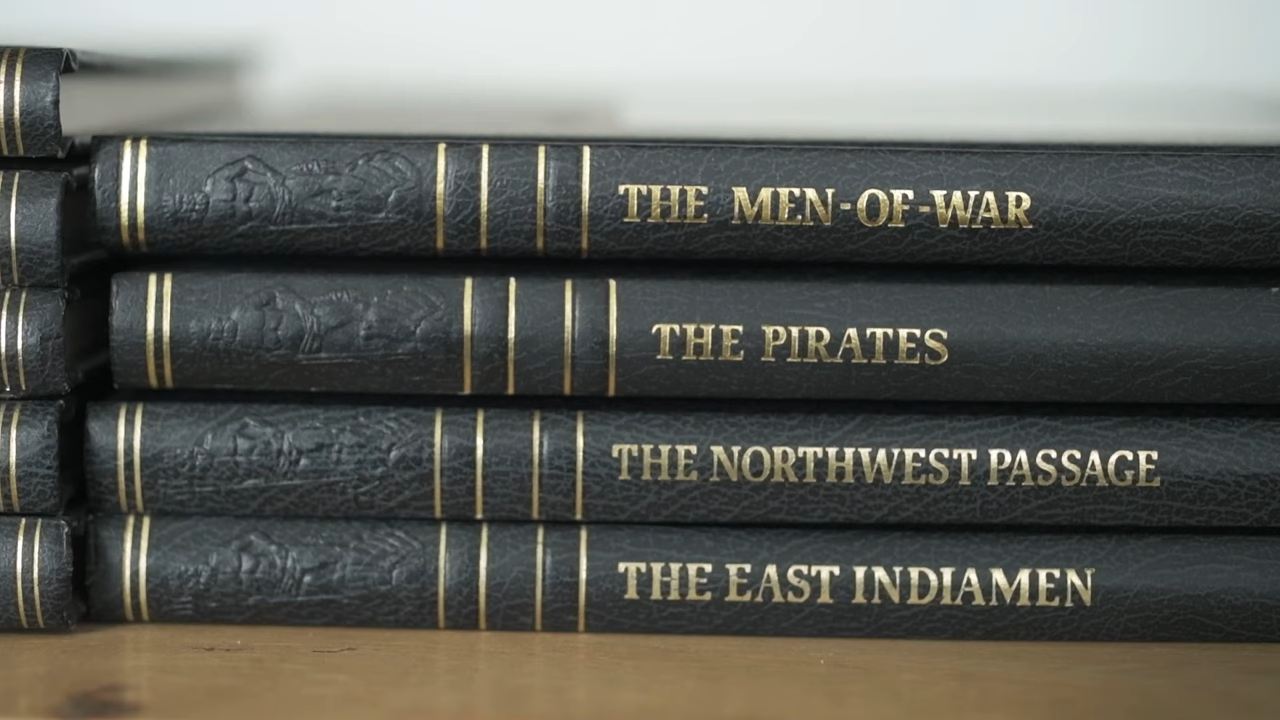 THE MEN-OF-WAR
THE PIRATES
THE NORTHWEST PASSAGE
THE EAST INDIAMEN